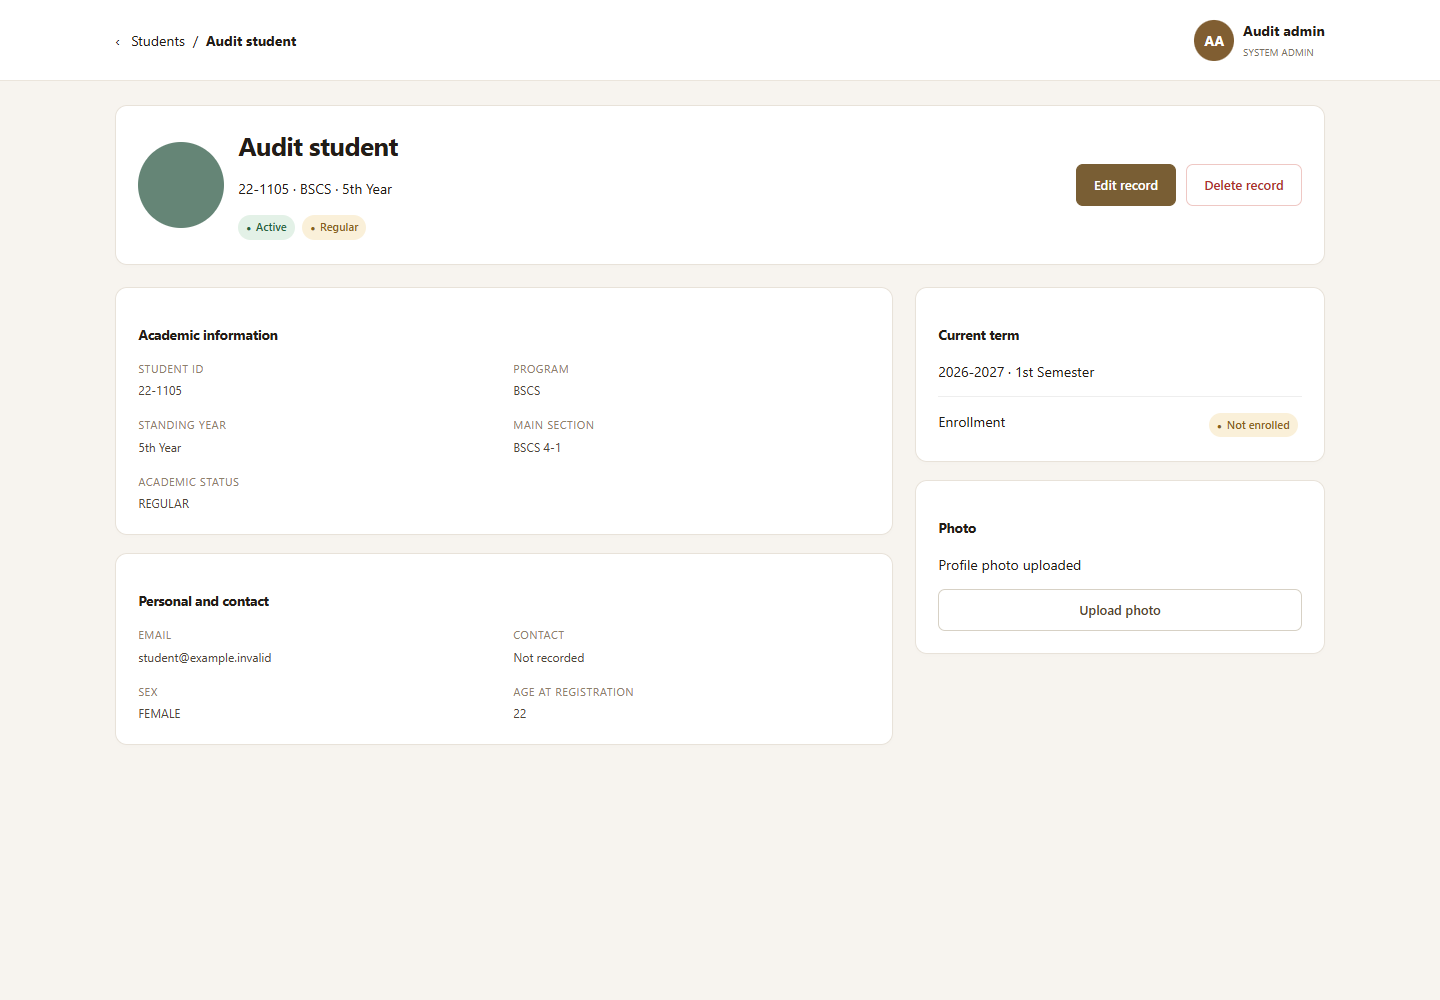 ‹ Students / Audit student
AA
Audit admin
SYSTEM ADMIN
Audit student
22-1105 · BSCS · 5th Year
• Active
• Regular
Edit record
Delete record
Academic information
STUDENT ID
22-1105
PROGRAM
BSCS
STANDING YEAR
5th Year
MAIN SECTION
BSCS 4-1
ACADEMIC STATUS
REGULAR
Personal and contact
EMAIL
student@example.invalid
CONTACT
Not recorded
SEX
FEMALE
AGE AT REGISTRATION
22
Current term
2026-2027 · 1st Semester
Enrollment
• Not enrolled
Photo
Profile photo uploaded
Upload photo